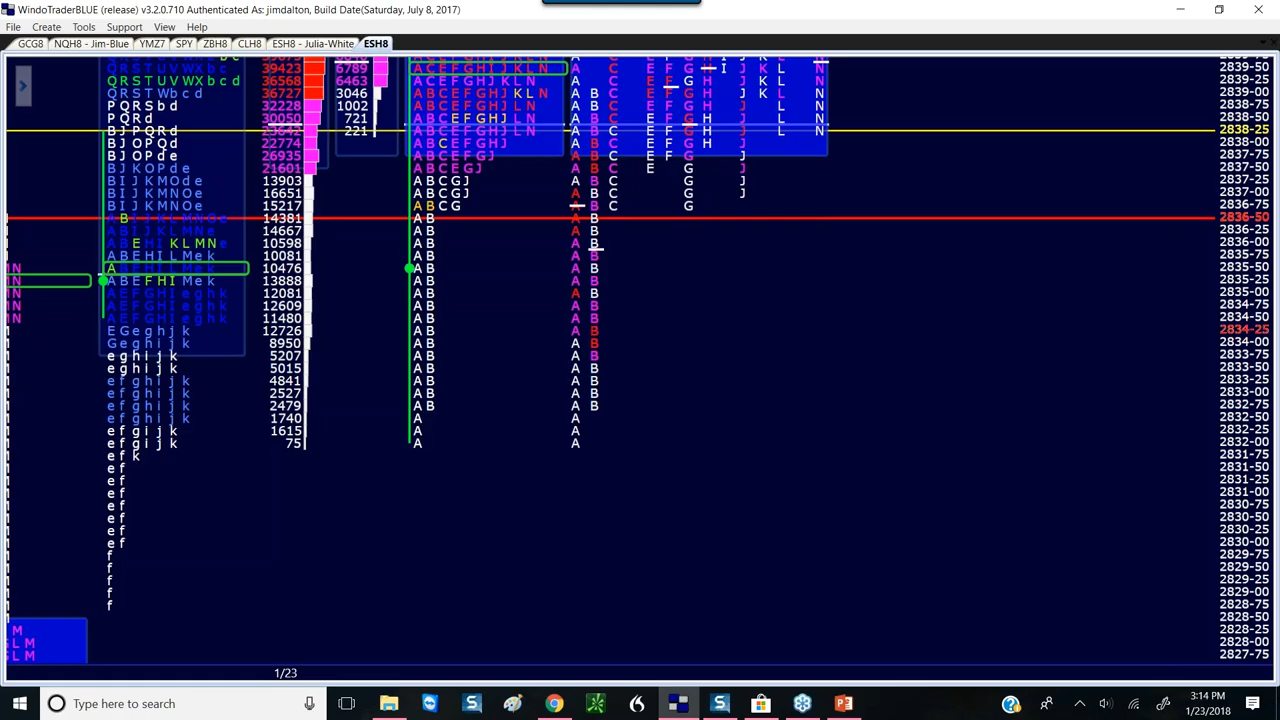 WindoTraderBLUE (release) v3.2.0.710 Authenticated As: jimdalton, Build Date(Saturday, July 8, 2017)
File Create Tools Support View Help
GCG8 NQH8 - Jim-Blue YMZ7 SPY ZBH8 CLH8 ESH8 - Julia-White ESH8
39423 6789 A C E F G H I J K L N 2839-50
Q R S T U V W X b c d 36568 6463 A C E F G H J K L N 2839-25
Q R S T W b c d 36727 3046 A B C E F G H J K L N 2839-00
P Q R S b d 32228 1002 A B C E F G H J L N 2838-75
P Q R d 30050 721 A B C E F G H J L N 2838-50
B J P Q R d 23642 221 A B C E F G H J L N 2838-25
B J O P Q d 22774 A B C E F G H J 2838-00
B J O P d e 26935 A B C E F G J 2837-75
B J K O P d e 21601 A B C E G J 2837-50
B I J K M O d e 13903 A B C G J 2837-25
B I J K M N O e 16651 A B C G J 2837-00
B I J K M N O e 15217 A B C G 2836-75
A B I J K L M N O e 14381 A B 2836-50
A B I J K L M N e 14667 A B 2836-25
A B E H I K L M N e 10598 A B 2836-00
A B E H I L M e k 10081 A B 2835-75
A B E H I L M e k 10476 A B 2835-50
A B E F H I M e k 13888 A B 2835-25
A E F G H I e g h k 12081 A B 2835-00
A E F G H I e g h k 12609 A B 2834-75
A E F G H I e g h k 11480 A B 2834-50
E G e g h j k 12726 A B 2834-25
G e g h i j k 8950 A B 2834-00
e g h i j k 5207 A B 2833-75
e g h i j k 5015 A B 2833-50
e f g h i j k 4841 A B 2833-25
e f g h i j k 2527 A B 2833-00
e f g h i j k 2479 A B 2832-75
e f g h i j k 1740 A A 2832-50
e f g i j k 1615 A A 2832-25
e f g i j k 75 A A 2832-00
e f k 2831-75
e f 2831-50
e f 2831-25
e f 2831-00
e f 2830-75
e f 2830-50
e f 2830-25
e f 2830-00
f 2829-75
f 2829-50
f 2829-25
f 2829-00
f 2828-75
2828-50
M 2828-25
G L M 2828-00
G L M 2827-75
1/23
Type here to search
3:14 PM
1/23/2018